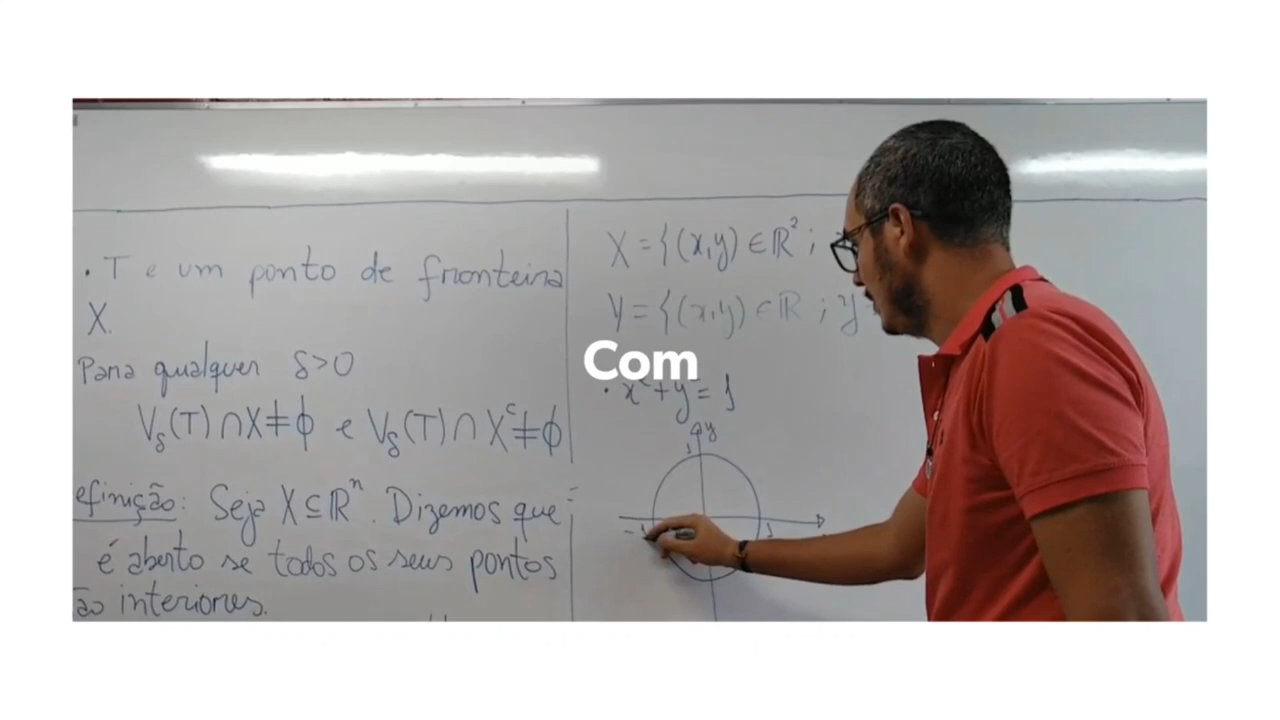 · T e um ponto de fronteira
X.
Para qualquer δ>0
V_δ(T)∩X≠ϕ e V_δ(T)∩X^c≠ϕ
efinição: Seja X⊆ℝ^n. Dizemos que
é aberto se todos os seus pontos
ão interiores.
X={(x,y)∈ℝ²;
Y={(x,y)∈ℝ; y
Com
· x²+y²=1
y
1
-1
1